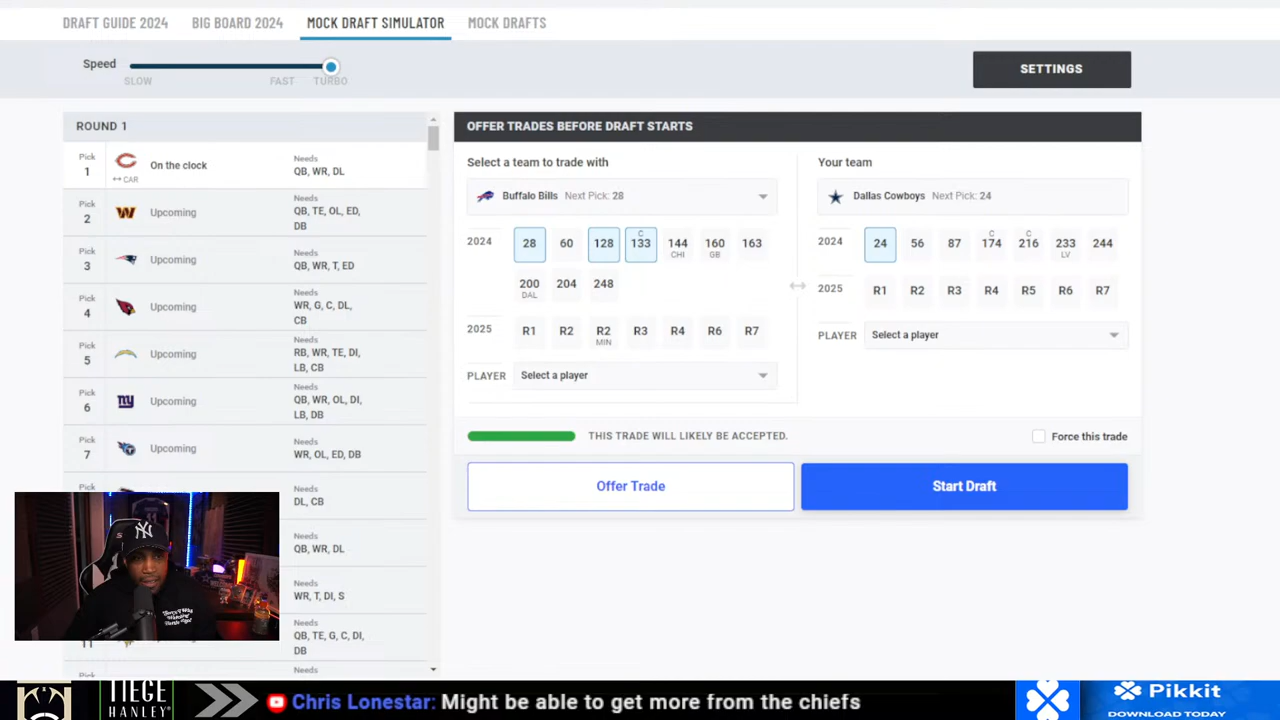 DRAFT GUIDE 2024 BIG BOARD 2024 MOCK DRAFT SIMULATOR MOCK DRAFTS
Speed
SLOW FAST TURBO
SETTINGS
ROUND 1
Pick 1 ↔ CAR On the clock Needs QB, WR, DL
Pick 2 Upcoming Needs QB, TE, OL, ED, DB
Pick 3 Upcoming Needs QB, WR, T, ED
Pick 4 Upcoming Needs WR, G, C, DL, CB
Pick 5 Upcoming Needs RB, WR, TE, DI, LB, CB
Pick 6 Upcoming Needs QB, WR, OL, DI, LB, DB
Pick 7 Upcoming Needs WR, OL, ED, DB
Pick Needs DL, CB
Needs QB, WR, DL
Needs WR, T, DI, S
11 Needs QB, TE, G, C, DI, DB
Needs
OFFER TRADES BEFORE DRAFT STARTS
Select a team to trade with
Buffalo Bills Next Pick: 28
2024 28 60 128 C 133 144 CHI 160 GB 163
200 DAL 204 248
2025 R1 R2 R2 MIN R3 R4 R6 R7
PLAYER Select a player
Your team
Dallas Cowboys Next Pick: 24
2024 24 56 87 C 174 C 216 233 LV 244
2025 R1 R2 R3 R4 R5 R6 R7
PLAYER Select a player
THIS TRADE WILL LIKELY BE ACCEPTED.
Force this trade
Offer Trade
Start Draft
TIEGE
HANLEY
Chris Lonestar: Might be able to get more from the chiefs
Pikkit
DOWNLOAD TODAY